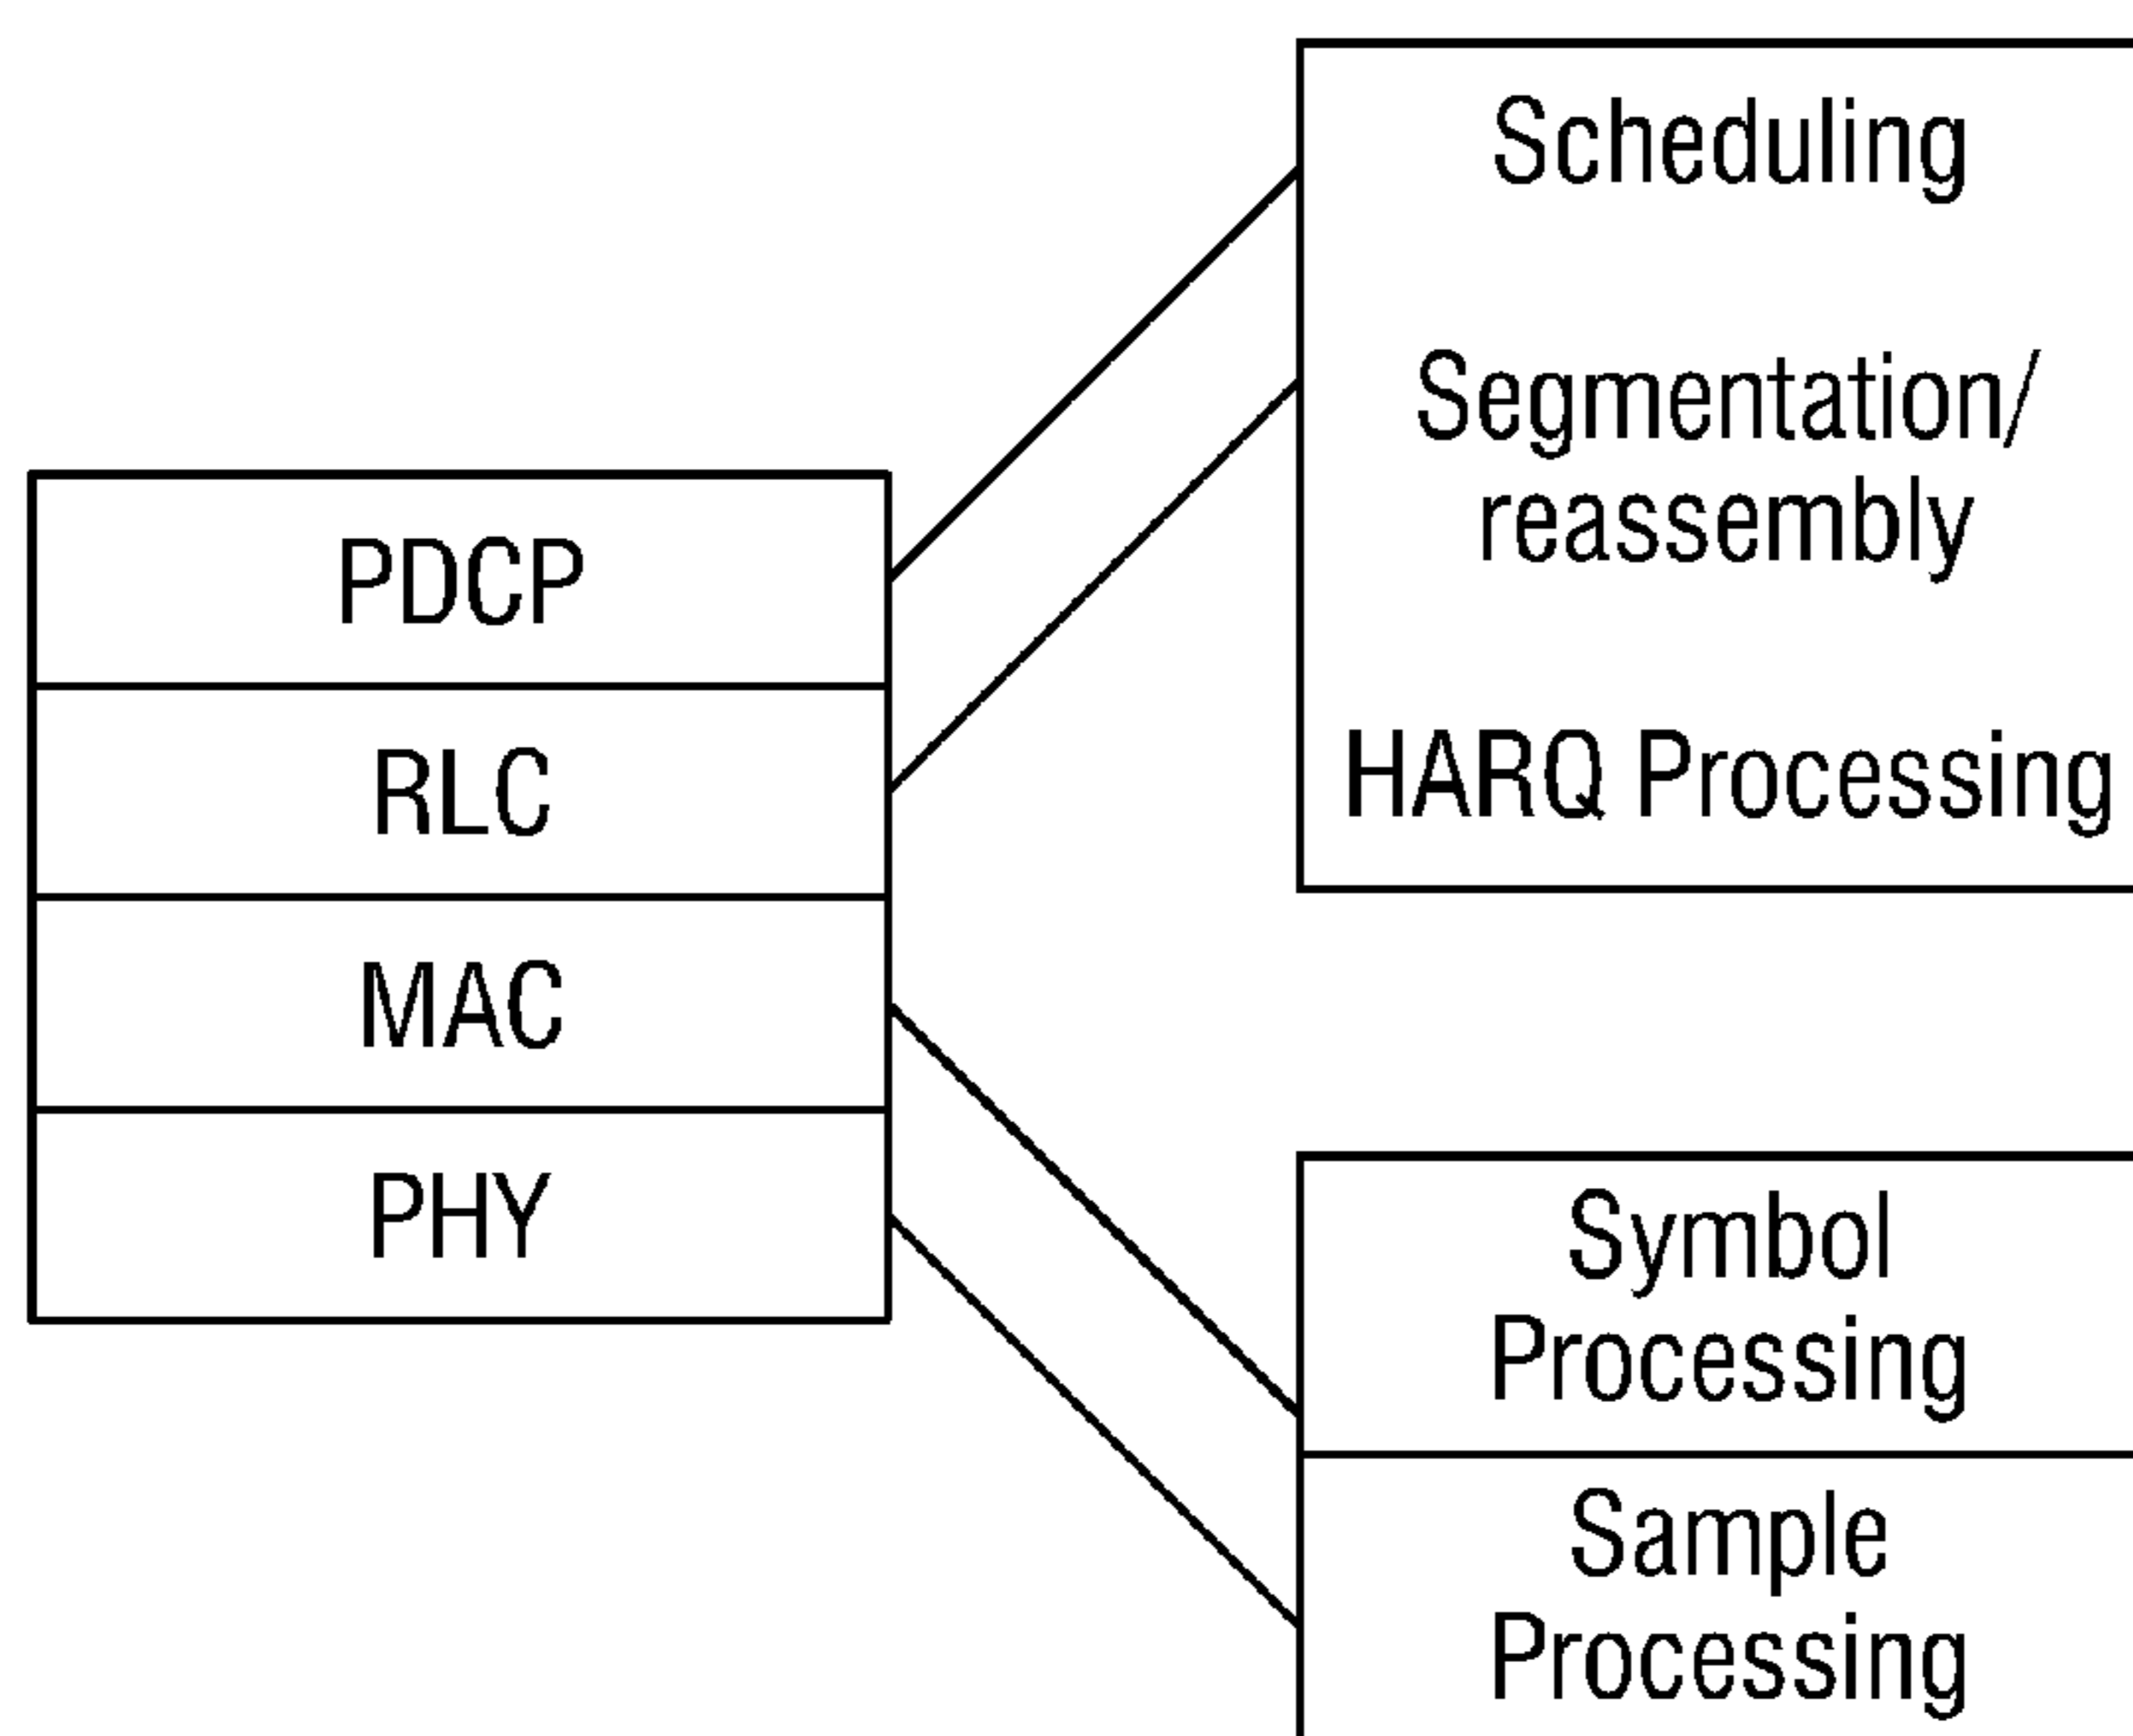 PDCP
RLC
MAC
PHY
Scheduling
Segmentation/
reassembly
HARQ Processing
Symbol
Processing
Sample
Processing